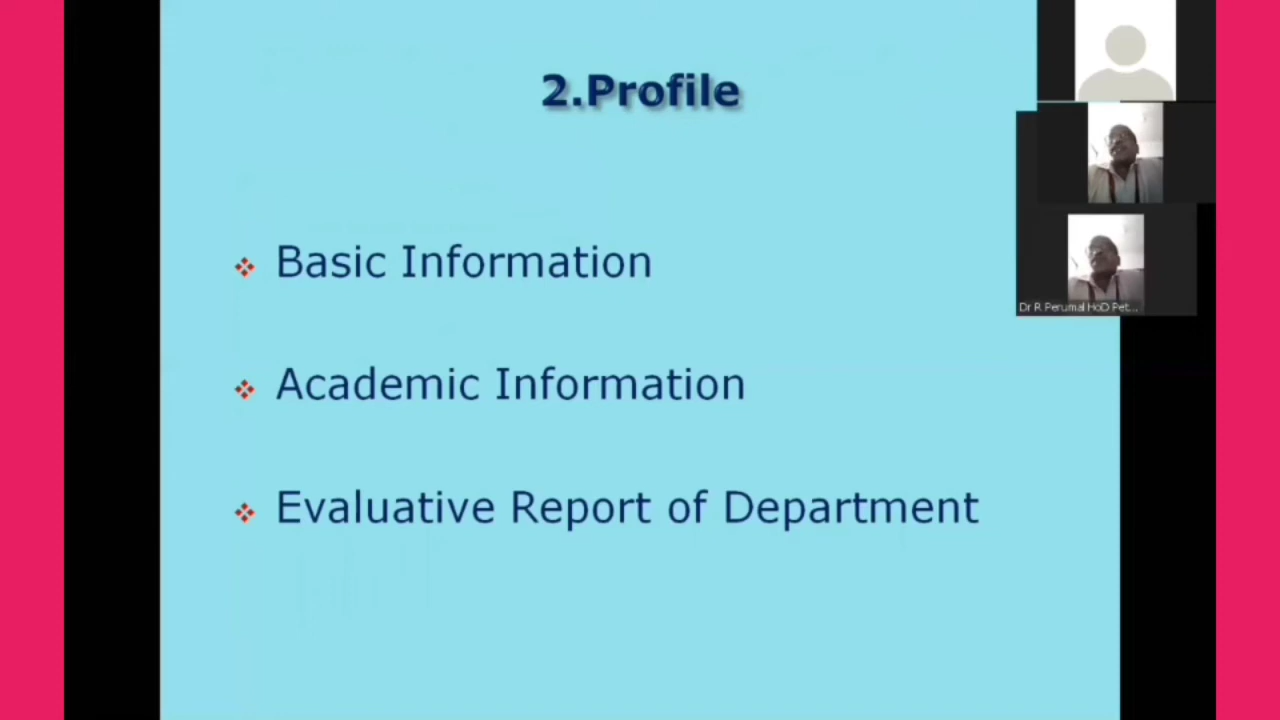 2.Profile
Basic Information
Academic Information
Evaluative Report of Department
Dr R Perumal HoD Pet...